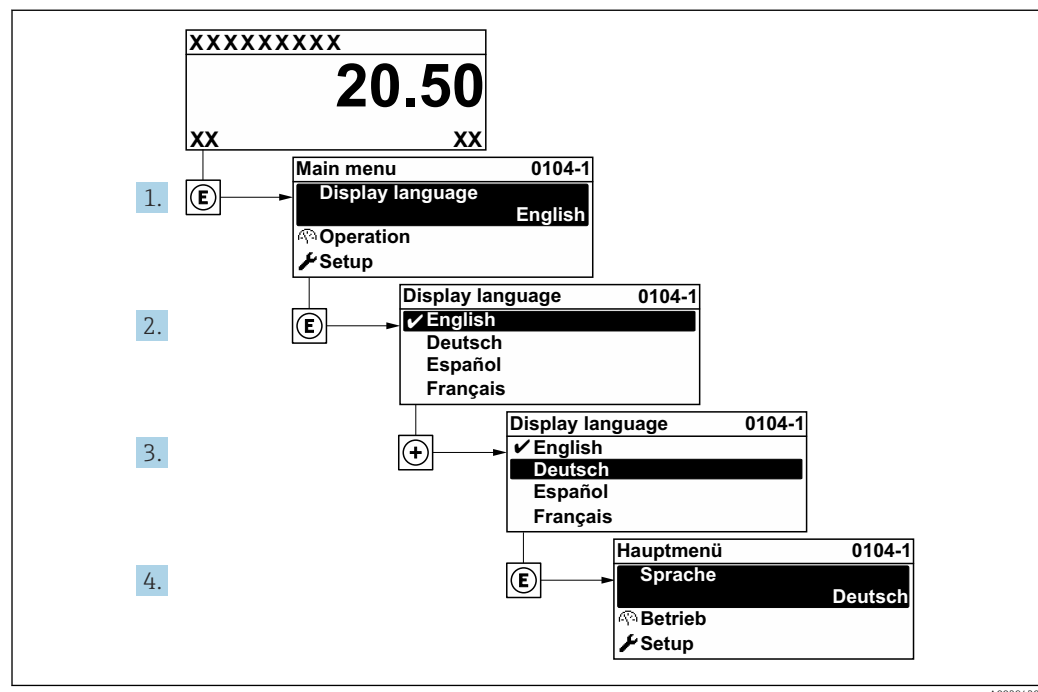 XXXXXXXXX
20.50
XX XX
1. E
Main menu 0104-1
Display language
English
Operation
Setup
2. E
Display language 0104-1
✔English
Deutsch
Español
Français
3. +
Display language 0104-1
✔English
Deutsch
Español
Français
4. E
Hauptmenü 0104-1
Sprache
Deutsch
Betrieb
Setup